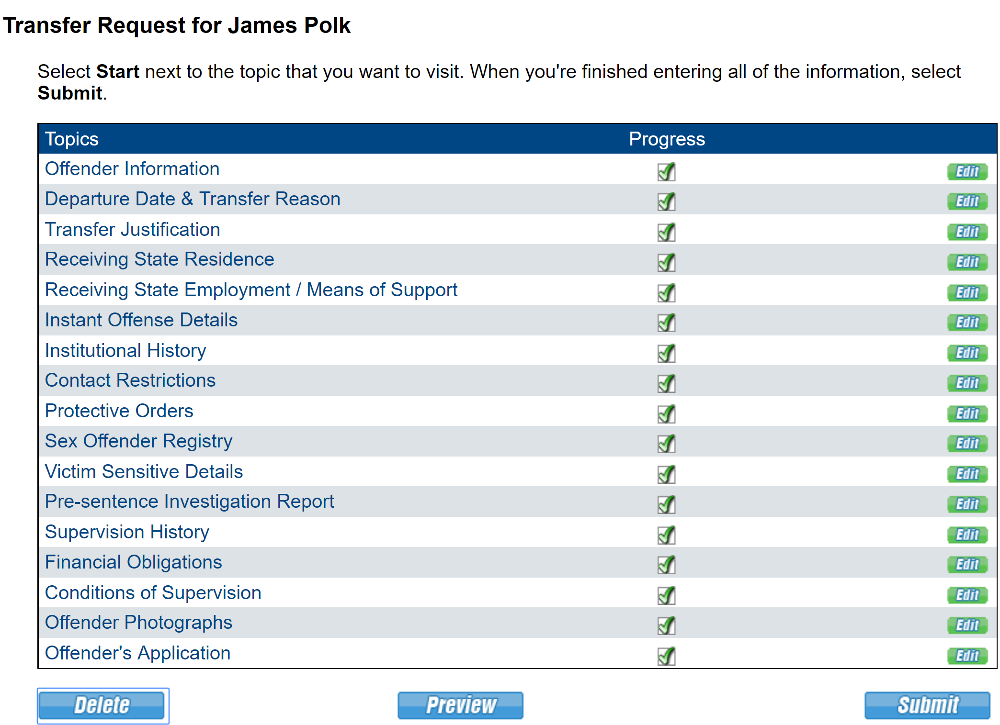 Transfer Request for James Polk
Select Start next to the topic that you want to visit. When you're finished entering all of the information, select
Submit.
Topics Progress
Offender Information Edit
Departure Date & Transfer Reason Edit
Transfer Justification Edit
Receiving State Residence Edit
Receiving State Employment / Means of Support Edit
Instant Offense Details Edit
Institutional History Edit
Contact Restrictions Edit
Protective Orders Edit
Sex Offender Registry Edit
Victim Sensitive Details Edit
Pre-sentence Investigation Report Edit
Supervision History Edit
Financial Obligations Edit
Conditions of Supervision Edit
Offender Photographs Edit
Offender's Application Edit
Delete Preview Submit